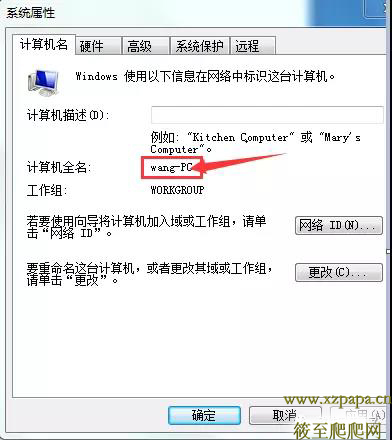 系统属性
计算机名
硬件
高级
系统保护
远程
Windows 使用以下信息在网络中标识这台计算机。
计算机描述(D):
例如: "Kitchen Computer" 或 "Mary's
Computer"。
计算机全名:
wang-PC
工作组:
WORKGROUP
若要使用向导将计算机加入域或工作组，请单
击“网络 ID”。
网络 ID(N)...
要重命名这台计算机，或者更改其域或工作组，
请单击“更改”。
更改(C)...
www.xzpapa.cn
确定
取消
应用(A)
筱至爬爬网